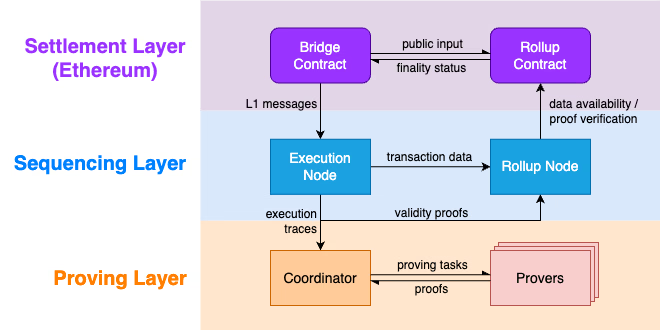 Settlement Layer
(Ethereum)
Bridge
Contract
public input
finality status
Rollup
Contract
L1 messages
data availability /
proof verification
Sequencing Layer
Execution
Node
transaction data
Rollup Node
execution
traces
validity proofs
Proving Layer
Coordinator
proving tasks
proofs
Provers